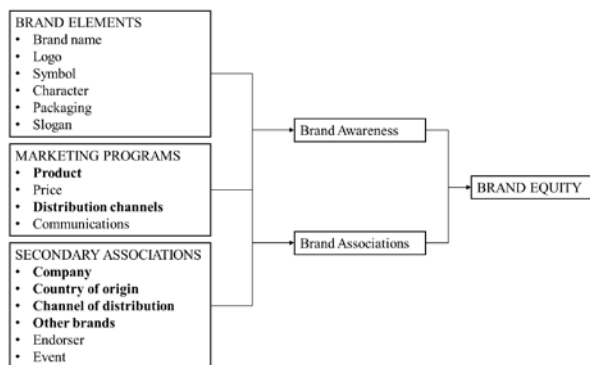 BRAND ELEMENTS
• Brand name
• Logo
• Symbol
• Character
• Packaging
• Slogan
MARKETING PROGRAMS
• Product
• Price
• Distribution channels
• Communications
SECONDARY ASSOCIATIONS
• Company
• Country of origin
• Channel of distribution
• Other brands
• Endorser
• Event
Brand Awareness
Brand Associations
BRAND EQUITY